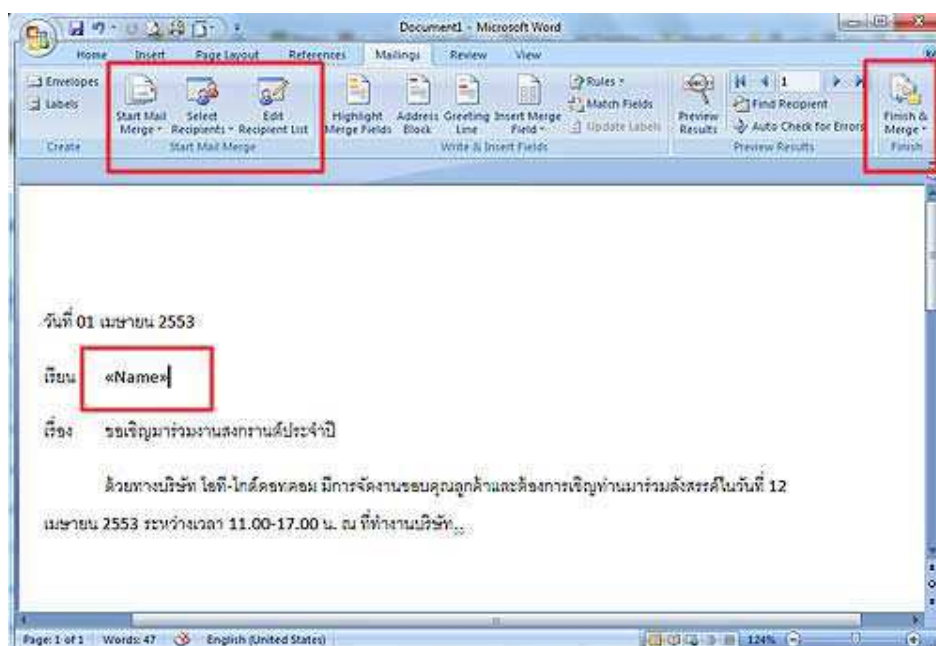 Document1 - Microsoft Word
Home Insert Page Layout References Mailings Review View
Envelopes
Labels
Create
Start Mail Merge
Select Recipients
Edit Recipient List
Start Mail Merge
Highlight Merge Fields
Address Block
Greeting Line
Insert Merge Field
Rules
Match Fields
Update Labels
Write & Insert Fields
Preview Results
1
Find Recipient
Auto Check for Errors
Preview Results
Finish & Merge
Finish
วันที่ 01 เมษายน 2553
เรียน «Name»
เรื่อง ขอเชิญมาร่วมงานสงกรานต์ประจำปี
ด้วยทางบริษัท ไอที-ไกด์ดอทคอม มีการจัดงานขอบคุณลูกค้าและต้องการเชิญท่านมาร่วมสังสรรค์ในวันที่ 12
เมษายน 2553 ระหว่างเวลา 11.00-17.00 น. ณ ที่ทำงานบริษัท..
Page: 1 of 1 Words: 47 English (United States) 124%